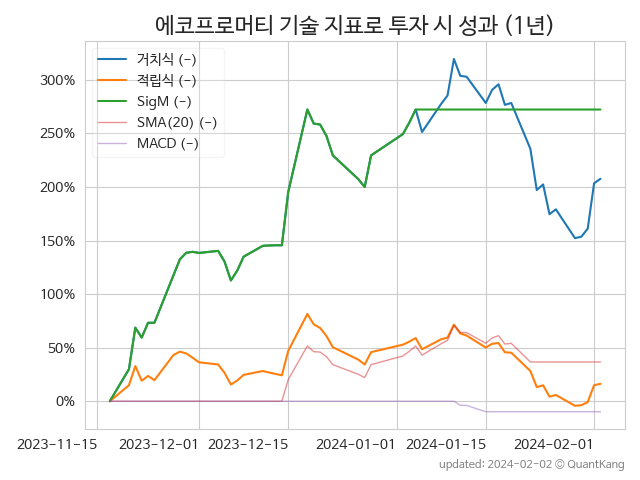 에코프로머티 기술 지표로 투자 시 성과 (1년)
거치식 (-)
적립식 (-)
SigM (-)
SMA(20) (-)
MACD (-)
300%
250%
200%
150%
100%
50%
0%
2023-11-15
2023-12-01
2023-12-15
2024-01-01
2024-01-15
2024-02-01
updated: 2024-02-02 © QuantKang